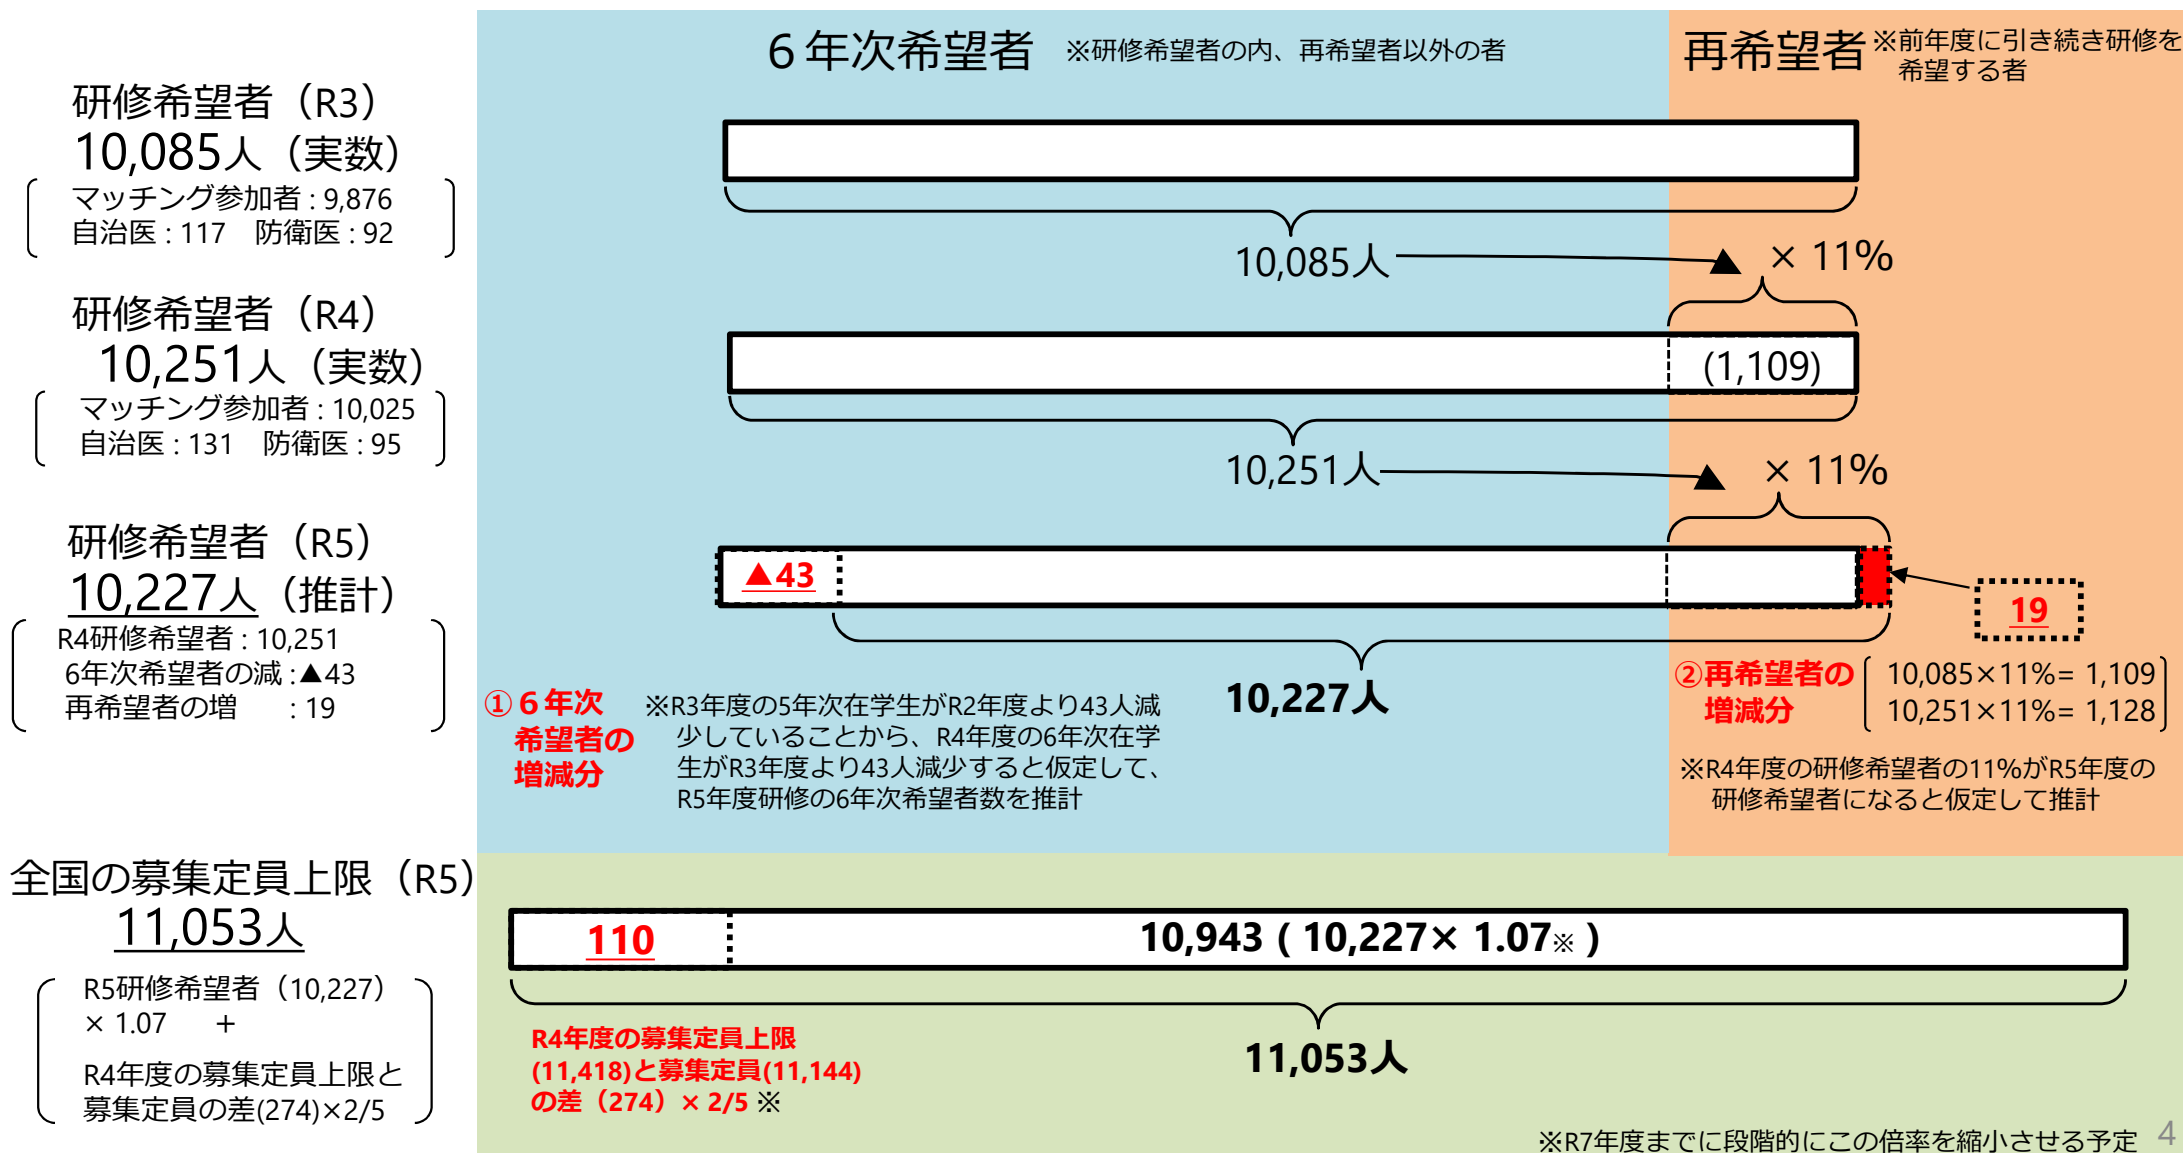 6年次希望者 ※研修希望者の内、再希望者以外の者
再希望者 ※前年度に引き続き研修を
希望する者
研修希望者（R3）
10,085人（実数）
マッチング参加者 : 9,876
自治医 : 117　防衛医 : 92
10,085人
× 11%
研修希望者（R4）
10,251人（実数）
マッチング参加者 : 10,025
自治医 : 131　防衛医 : 95
(1,109)
10,251人
× 11%
研修希望者（R5）
10,227人（推計）
R4研修希望者 : 10,251
6年次希望者の減 :▲43
再希望者の増　　: 19
▲43
19
10,227人
①６年次
希望者の
増減分
※R3年度の5年次在学生がR2年度より43人減
少していることから、R4年度の6年次在学
生がR3年度より43人減少すると仮定して、
R5年度研修の6年次希望者数を推計
②再希望者の
増減分
10,085×11%= 1,109
10,251×11%= 1,128
※R4年度の研修希望者の11%がR5年度の
研修希望者になると仮定して推計
全国の募集定員上限（R5）
11,053人
R5研修希望者（10,227）
× 1.07　　＋
R4年度の募集定員上限と
募集定員の差(274)×2/5
110
10,943 ( 10,227× 1.07※ )
R4年度の募集定員上限
(11,418)と募集定員(11,144)
の差（274）× 2/5 ※
11,053人
※R7年度までに段階的にこの倍率を縮小させる予定
4